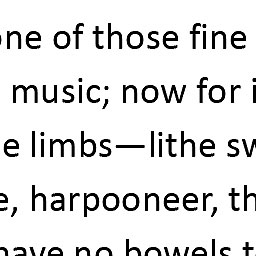 one of those fine
music; now for i
e limbs—lithe sw
e, harpooneer, th
have no bowels t